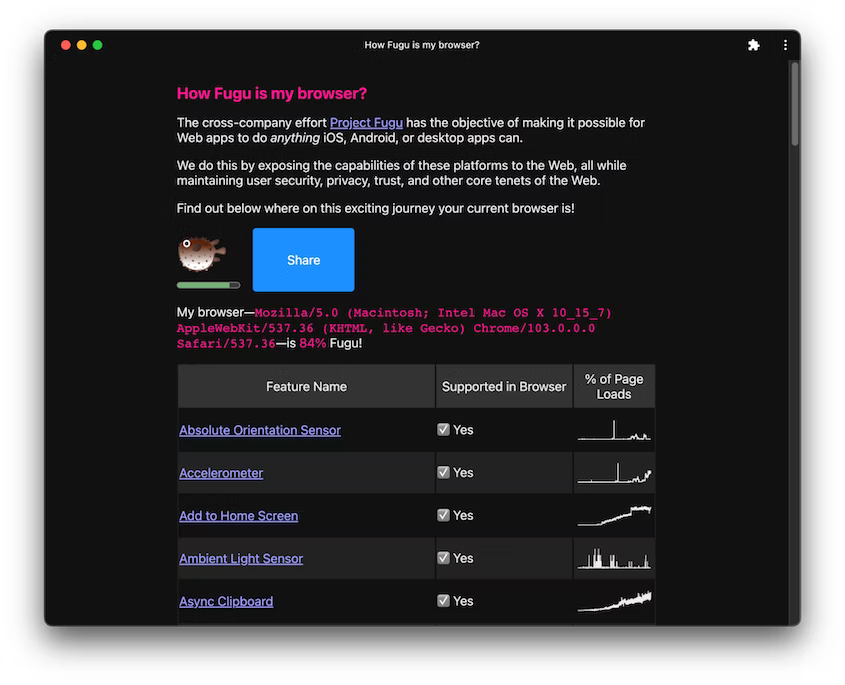 How Fugu is my browser?
How Fugu is my browser?
The cross-company effort Project Fugu has the objective of making it possible for
Web apps to do anything iOS, Android, or desktop apps can.
We do this by exposing the capabilities of these platforms to the Web, all while
maintaining user security, privacy, trust, and other core tenets of the Web.
Find out below where on this exciting journey your current browser is!
Share
My browser—Mozilla/5.0 (Macintosh; Intel Mac OS X 10_15_7)
AppleWebKit/537.36 (KHTML, like Gecko) Chrome/103.0.0.0
Safari/537.36—is 84% Fugu!
Feature Name Supported in Browser % of Page
Loads
Absolute Orientation Sensor Yes
Accelerometer Yes
Add to Home Screen Yes
Ambient Light Sensor Yes
Async Clipboard Yes